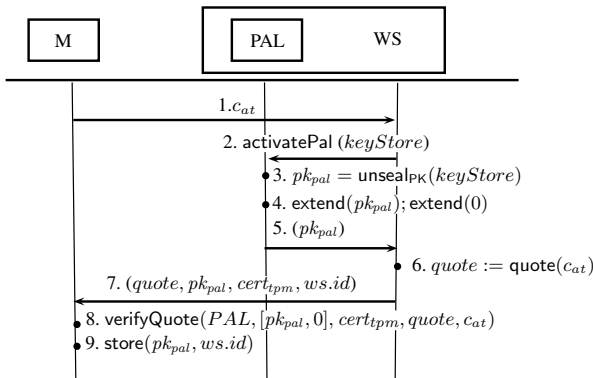 M PAL WS
1.c_at
2. activatePal (keyStore)
3. pk_pal = unseal_PK(keyStore)
4. extend(pk_pal); extend(0)
5. (pk_pal)
6. quote := quote(c_at)
7. (quote, pk_pal, cert_tpm, ws.id)
8. verifyQuote(PAL, [pk_pal, 0], cert_tpm, quote, c_at)
9. store(pk_pal, ws.id)